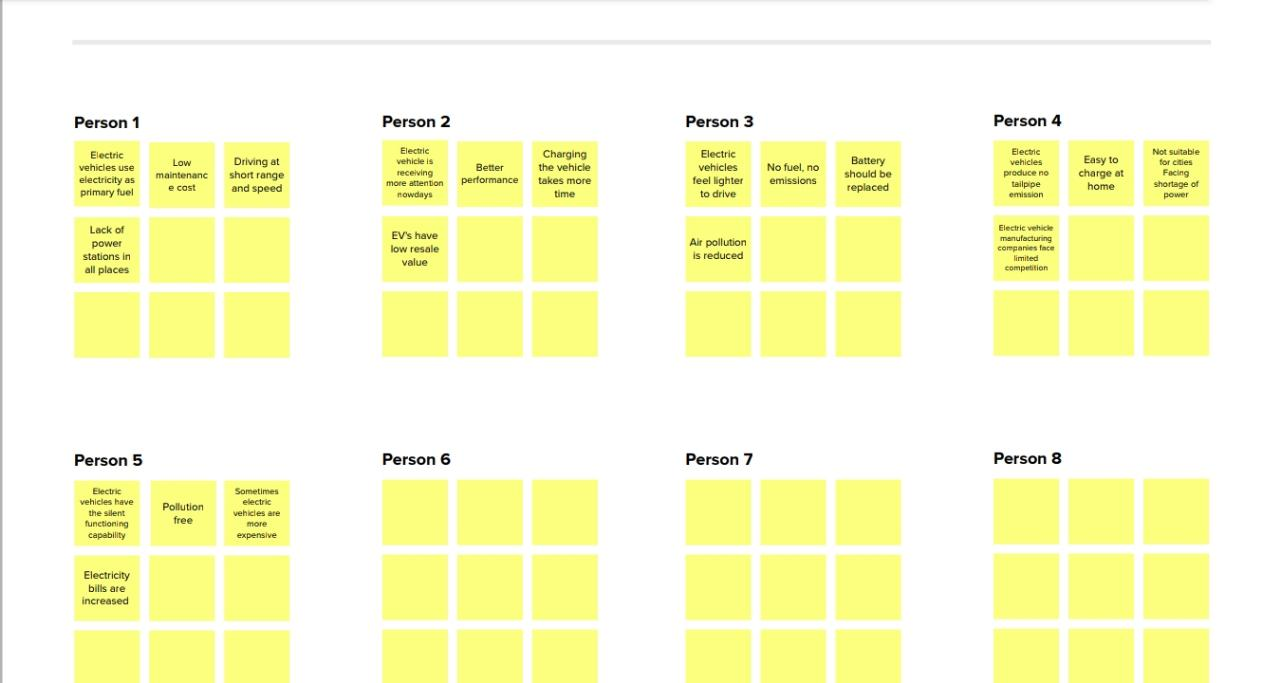 Person 1
Electric
vehicles use
electricity as
primary fuel
Low
maintenanc
e cost
Driving at
short range
and speed
Lack of
power
stations in
all places
Person 2
Electric
vehicle is
receiving
more attention
nowdays
Better
performance
Charging
the vehicle
takes more
time
EV's have
low resale
value
Person 3
Electric
vehicles
feel lighter
to drive
No fuel, no
emissions
Battery
should be
replaced
Air pollution
is reduced
Person 4
Electric
vehicles
produce no
tailpipe
emission
Easy to
charge at
home
Not suitable
for cities
Facing
shortage of
power
Electric vehicle
manufacturing
companies face
limited
competition
Person 5
Electric
vehicles have
the silent
functioning
capability
Pollution
free
Sometimes
electric
vehicles are
more
expensive
Electricity
bills are
increased
Person 6
Person 7
Person 8